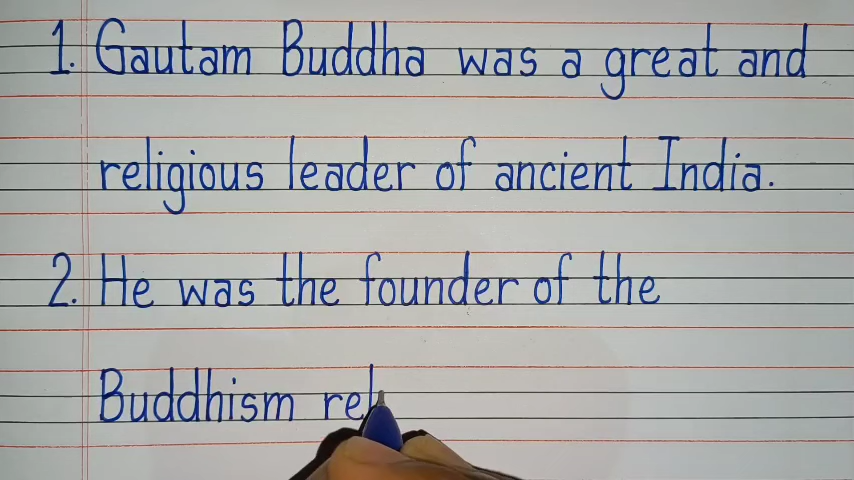 1. Gautam Buddha was a great and
religious leader of ancient India.
2. He was the founder of the
Buddhism rel